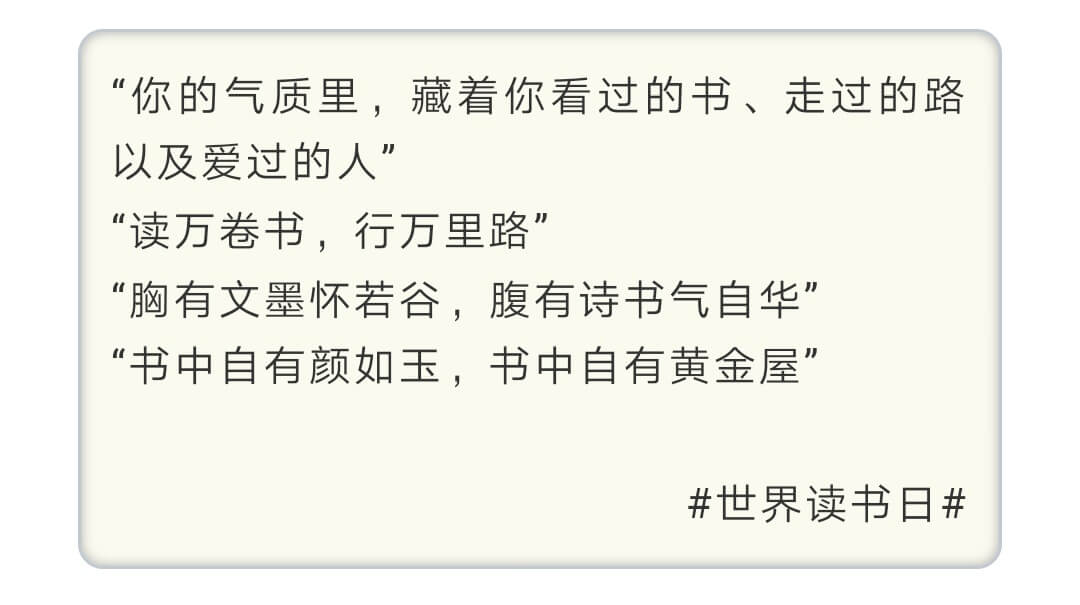 “你的气质里，藏着你看过的书、走过的路
以及爱过的人”
“读万卷书，行万里路”
“胸有文墨怀若谷，腹有诗书气自华”
“书中自有颜如玉，书中自有黄金屋”
#世界读书日#